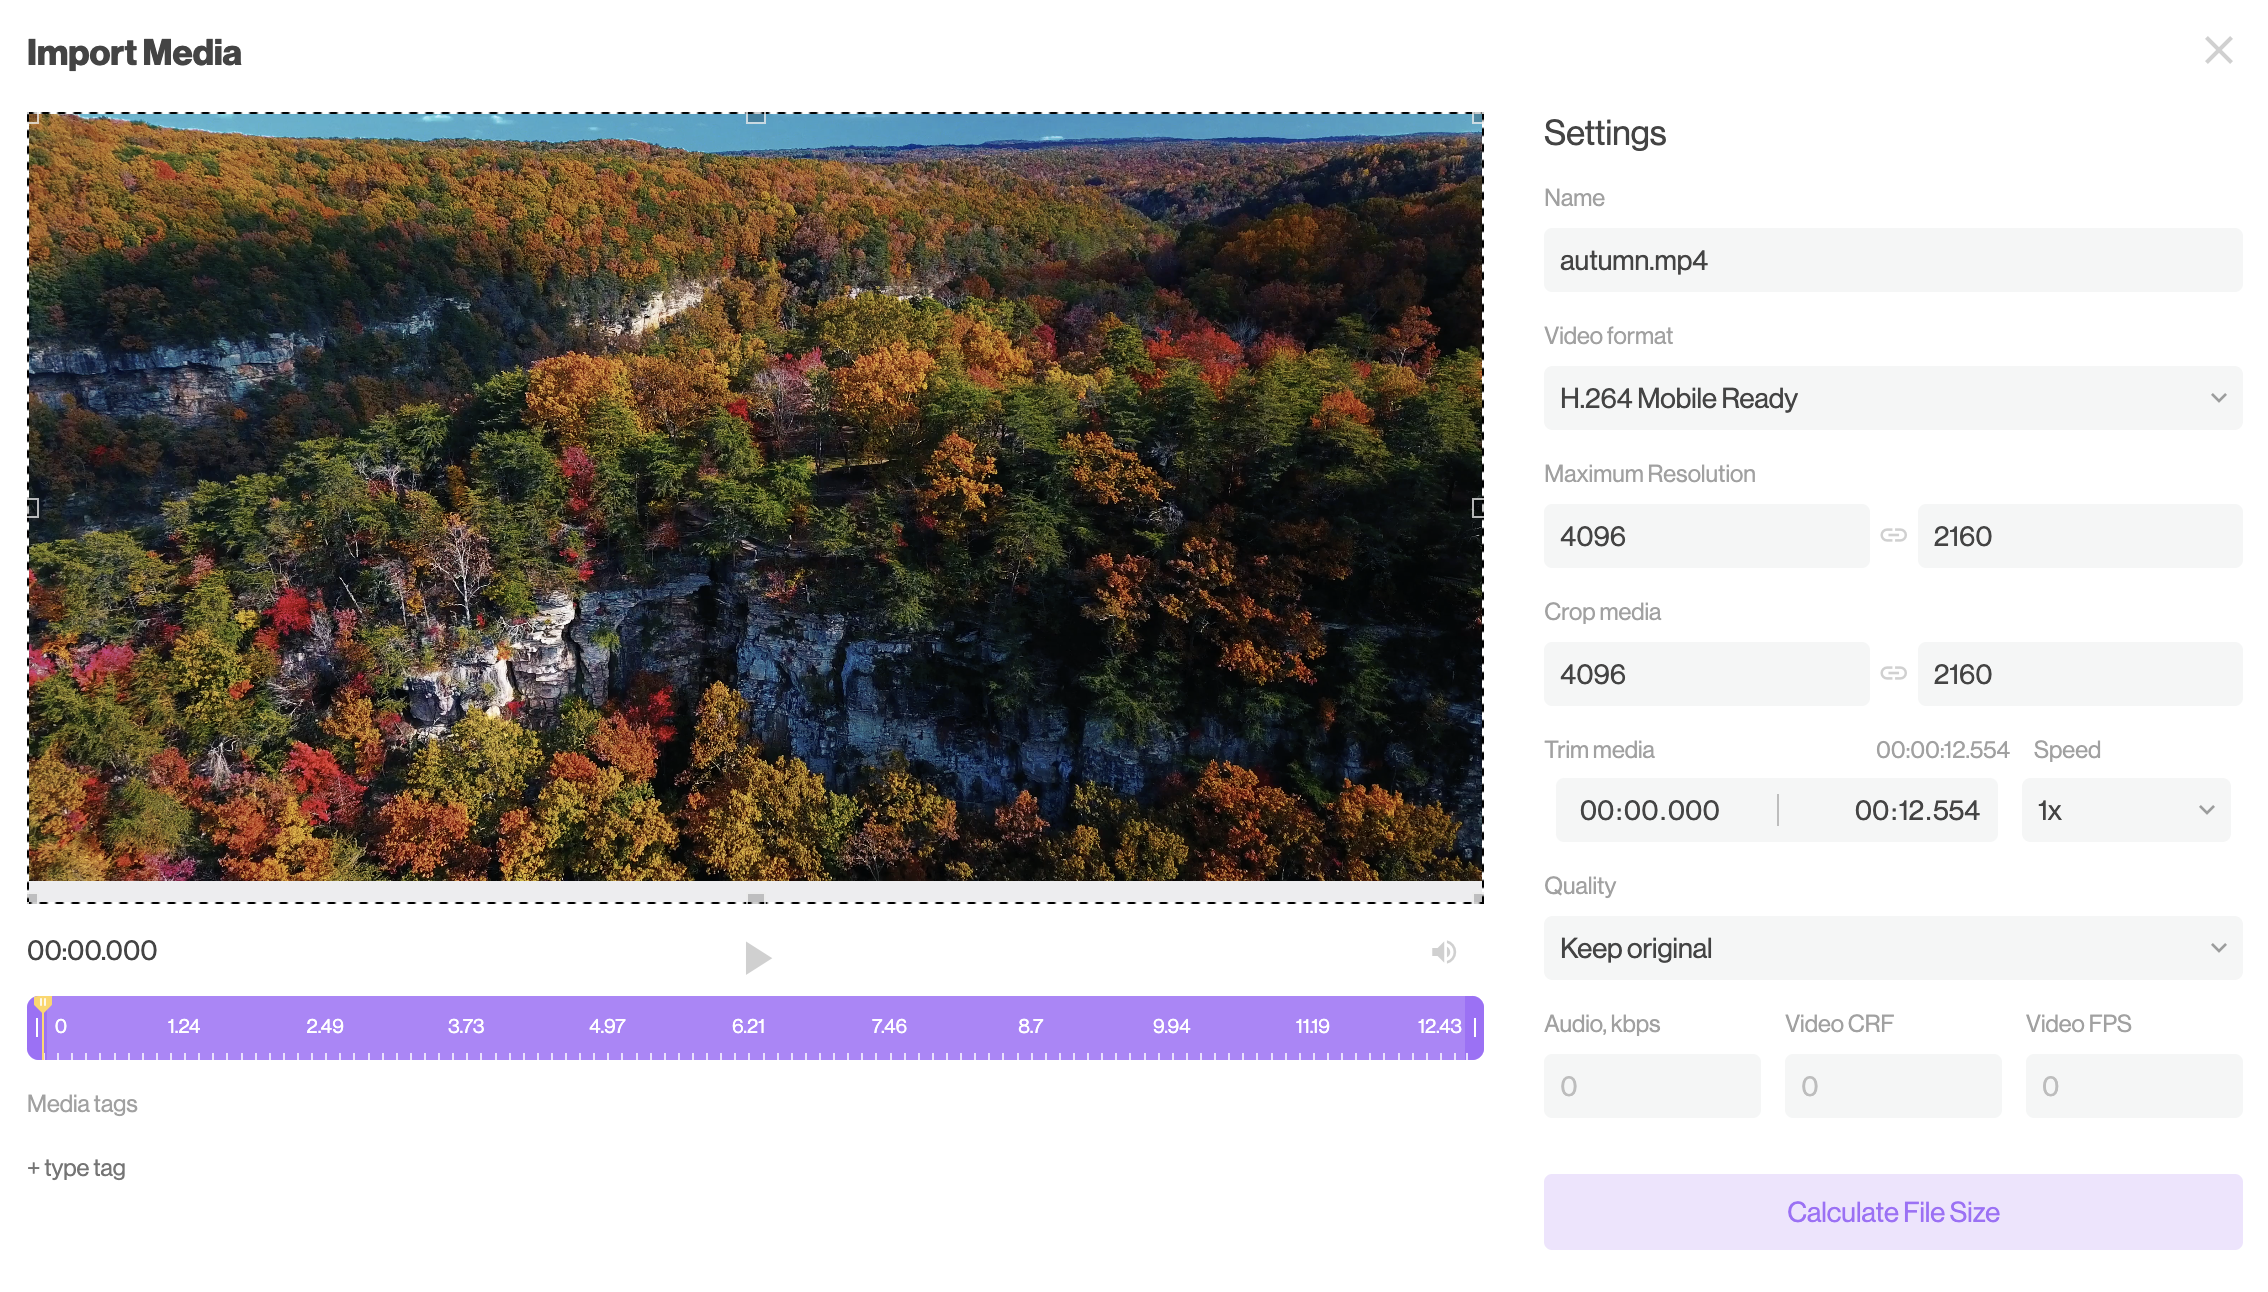 Import Media
Settings
Name
autumn.mp4
Video format
H.264 Mobile Ready
Maximum Resolution
4096 2160
Crop media
4096 2160
Trim media 00:00:12.554 Speed
00:00.000 00:12.554 1x
Quality
Keep original
Audio, kbps Video CRF Video FPS
0 0 0
Calculate File Size
00:00.000
0 1.24 2.49 3.73 4.97 6.21 7.46 8.7 9.94 11.19 12.43
Media tags
+ type tag